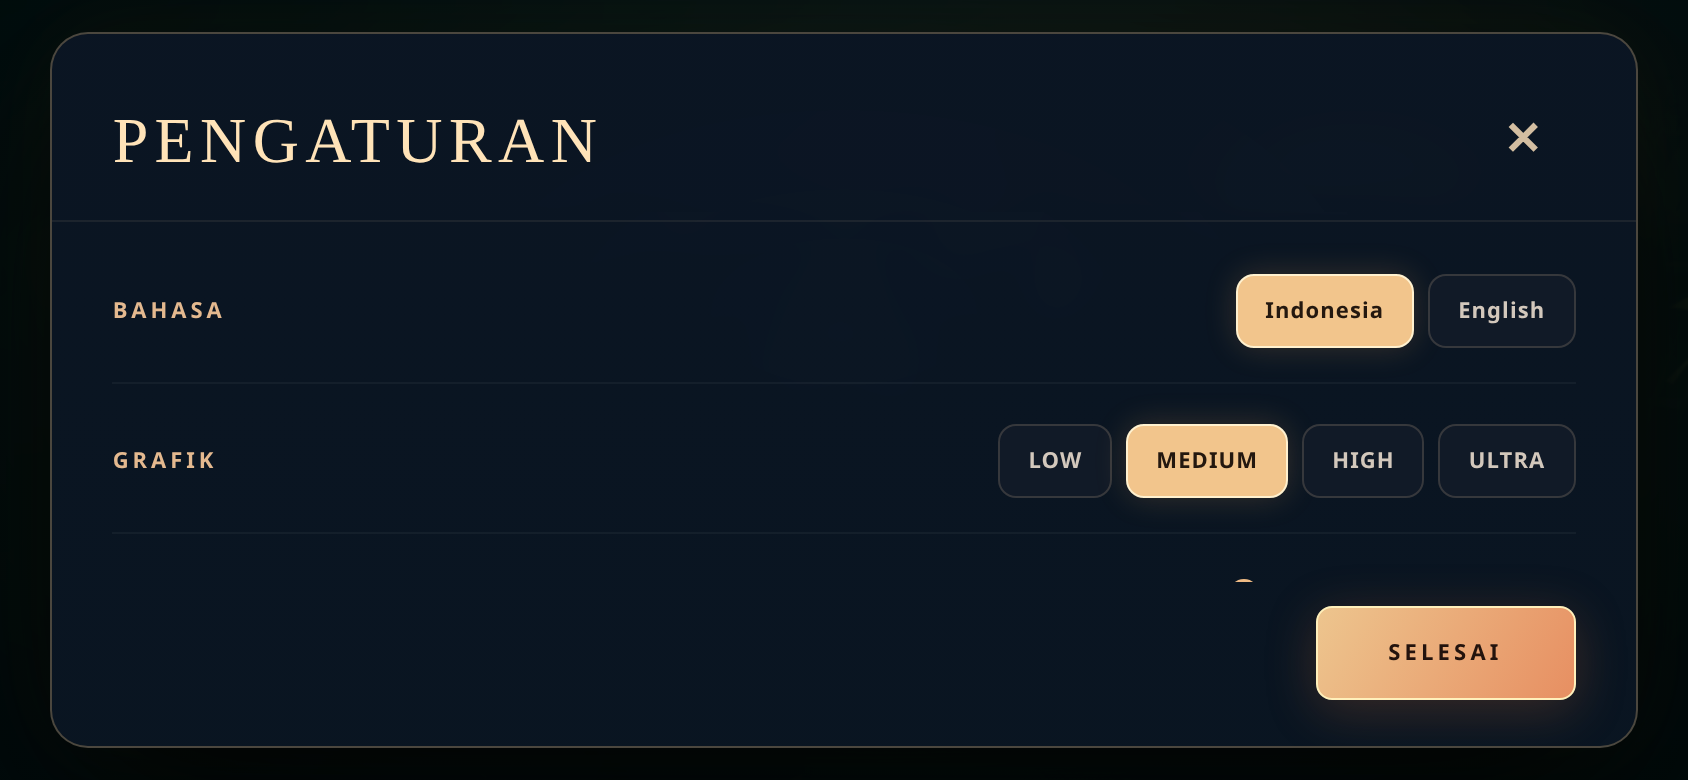 PENGATURAN
BAHASA Indonesia English
GRAFIK LOW MEDIUM HIGH ULTRA
SELESAI